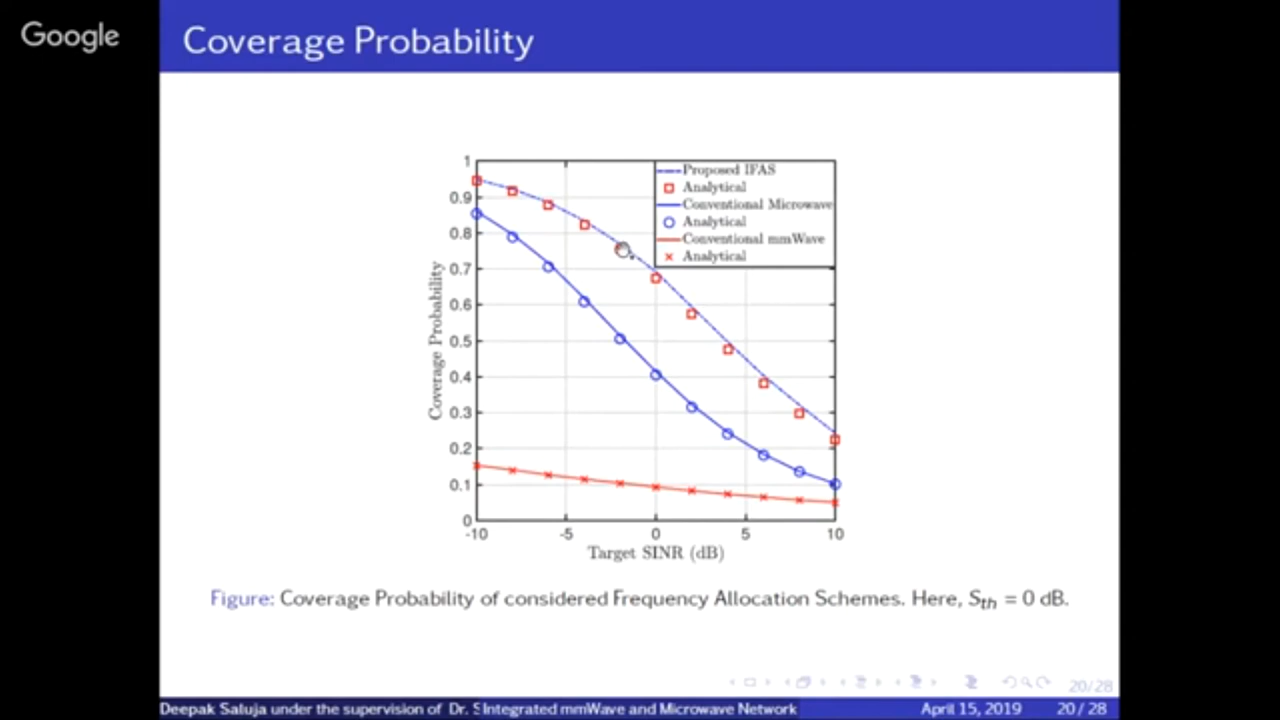 Google
Coverage Probability
Proposed IFAS
Analytical
Conventional Microwave
Analytical
Conventional mmWave
Analytical
1
0.9
0.8
0.7
0.6
0.5
0.4
0.3
0.2
0.1
0
Coverage Probability
-10 -5 0 5 10
Target SINR (dB)
Figure: Coverage Probability of considered Frequency Allocation Schemes. Here, Sth = 0 dB.
20/28
Deepak Saluja under the supervision of Dr. S Integrated mmWave and Microwave Network April 15, 2019 20 / 28